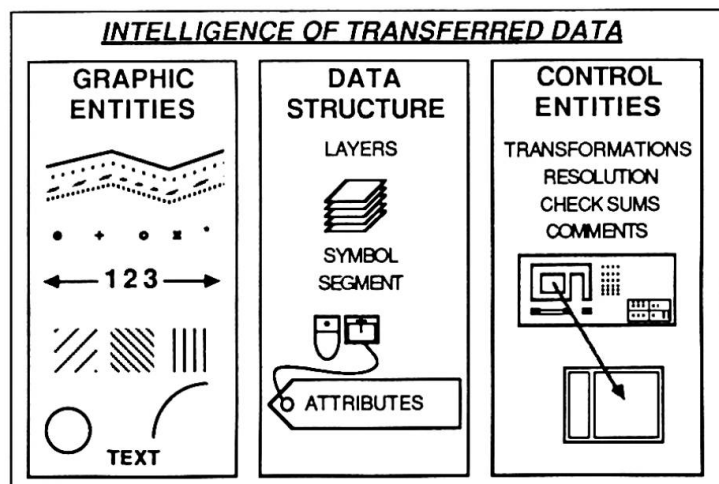 INTELLIGENCE OF TRANSFERRED DATA
GRAPHIC
ENTITIES
123
TEXT
DATA
STRUCTURE
LAYERS
SYMBOL
SEGMENT
ATTRIBUTES
CONTROL
ENTITIES
TRANSFORMATIONS
RESOLUTION
CHECK SUMS
COMMENTS